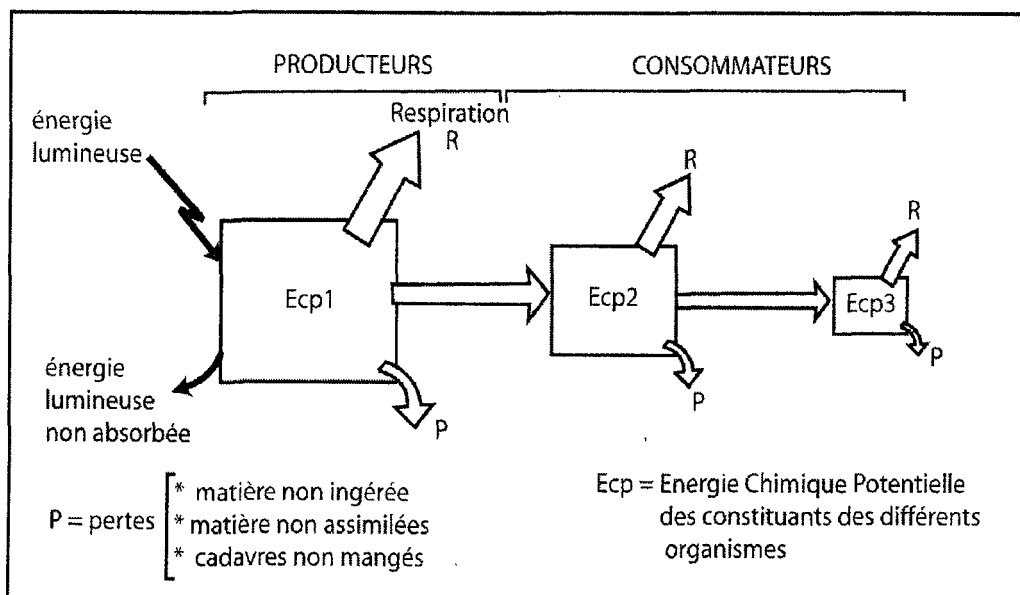 PRODUCTEURS
CONSOMMATEURS
énergie
lumineuse
Respiration
R
R
R
Ecp1
Ecp2
Ecp3
énergie
lumineuse
non absorbée
P
P
P
P = pertes
* matière non ingérée
* matière non assimilées
* cadavres non mangés
Ecp = Energie Chimique Potentielle
des constituants des différents
organismes